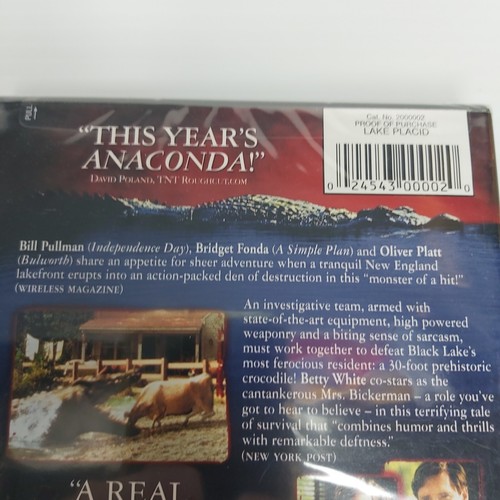 PULL
Cat. No. 2000002
PROOF OF PURCHASE
LAKE PLACID
0 24543 00002 0
“THIS YEAR’S
ANACONDA!”
DAVID POLAND, TNT ROUGHCUT.COM
Bill Pullman (Independence Day), Bridget Fonda (A Simple Plan) and Oliver Platt
(Bulworth) share an appetite for sheer adventure when a tranquil New England
lakefront erupts into an action-packed den of destruction in this “monster of a hit!”
(WIRELESS MAGAZINE)
An investigative team, armed with
state-of-the-art equipment, high powered
weaponry and a biting sense of sarcasm,
must work together to defeat Black Lake’s
most ferocious resident: a 30-foot prehistoric
crocodile! Betty White co-stars as the
cantankerous Mrs. Bickerman – a role you’ve
got to hear to believe – in this terrifying tale
of survival that “combines humor and thrills
with remarkable deftness.”
(NEW YORK POST)
“A REAL